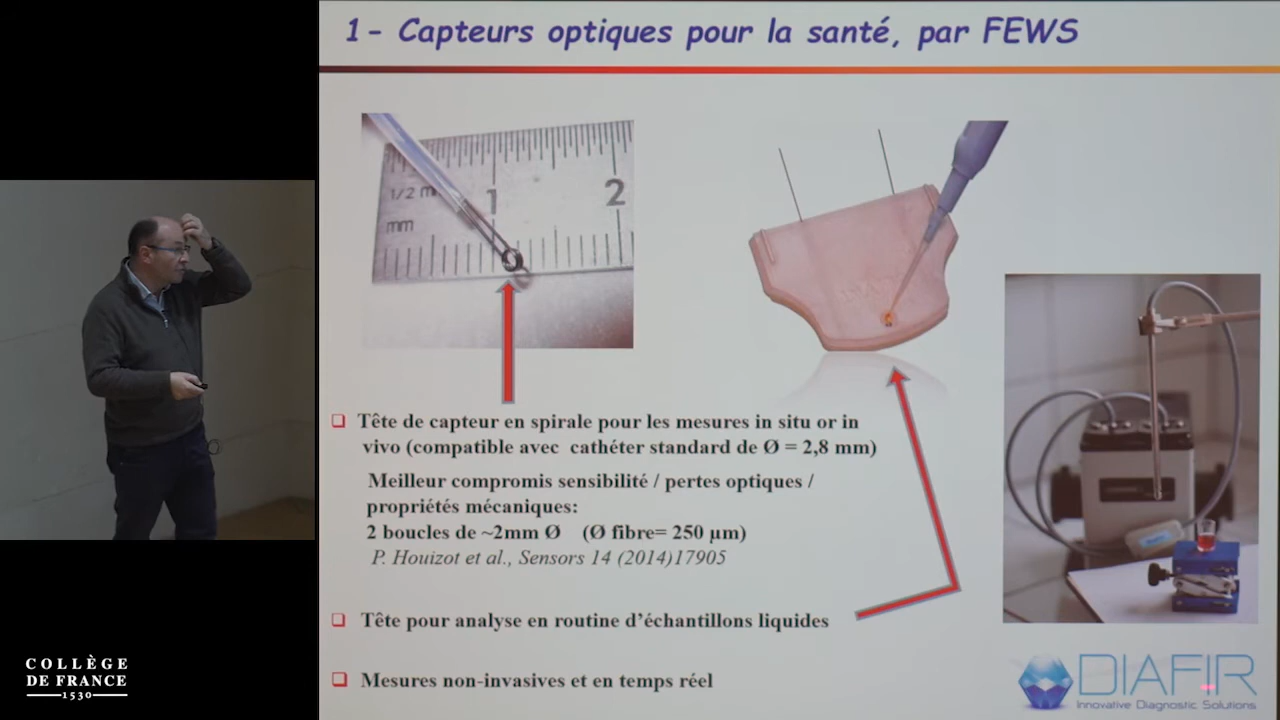 1 - Capteurs optiques pour la santé, par FEWS
1/2 m
1
2
mm
Tête de capteur en spirale pour les mesures in situ or in
vivo (compatible avec cathéter standard de Ø = 2,8 mm)
Meilleur compromis sensibilité / pertes optiques /
propriétés mécaniques:
2 boucles de ~2mm Ø (Ø fibre= 250 µm)
P. Houizot et al., Sensors 14 (2014)17905
Tête pour analyse en routine d'échantillons liquides
Mesures non-invasives et en temps réel
COLLÈGE
DE FRANCE
1530
DIAFIR
Innovative Diagnostic Solutions